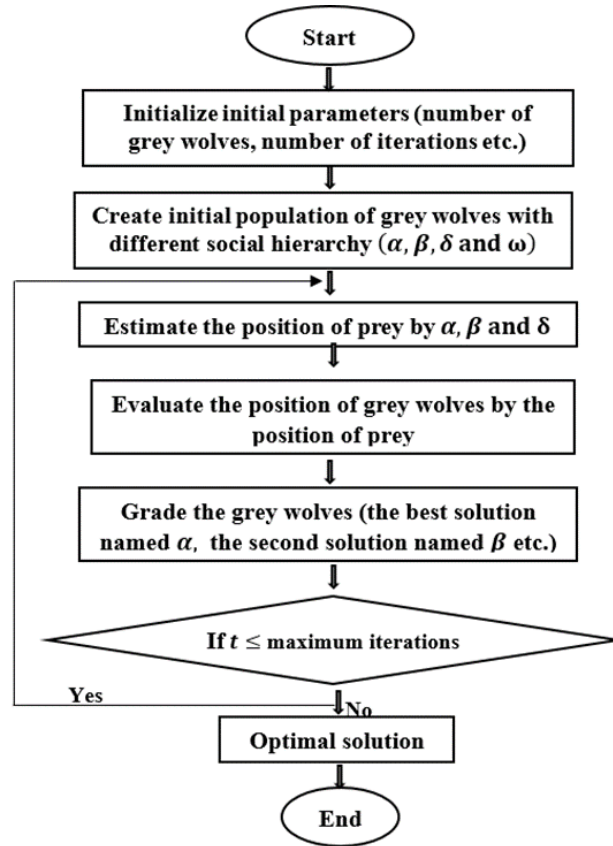 Start
Initialize initial parameters (number of
grey wolves, number of iterations etc.)
Create initial population of grey wolves with
different social hierarchy (α, β, δ and ω)
Estimate the position of prey by α, β and δ
Evaluate the position of grey wolves by the
position of prey
Grade the grey wolves (the best solution
named α, the second solution named β etc.)
If t ≤ maximum iterations
Yes
No
Optimal solution
End